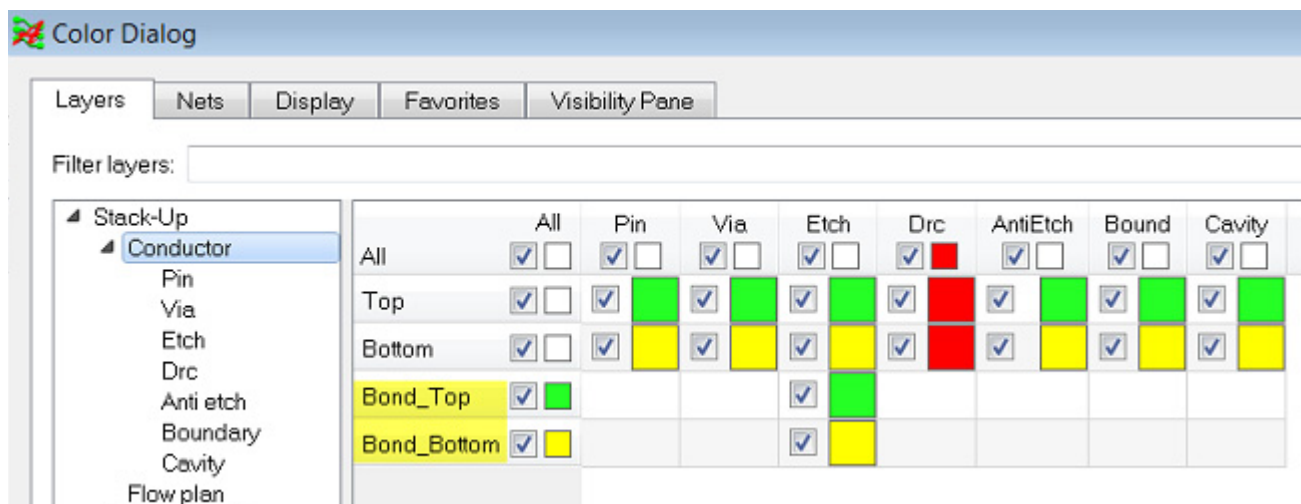 Color Dialog
Layers Nets Display Favorites Visibility Pane
Filter layers:
Stack-Up
Conductor
Pin
Via
Etch
Drc
Anti etch
Boundary
Cavity
Flow plan
All Pin Via Etch Drc AntiEtch Bound Cavity
All
Top
Bottom
Bond_Top
Bond_Bottom